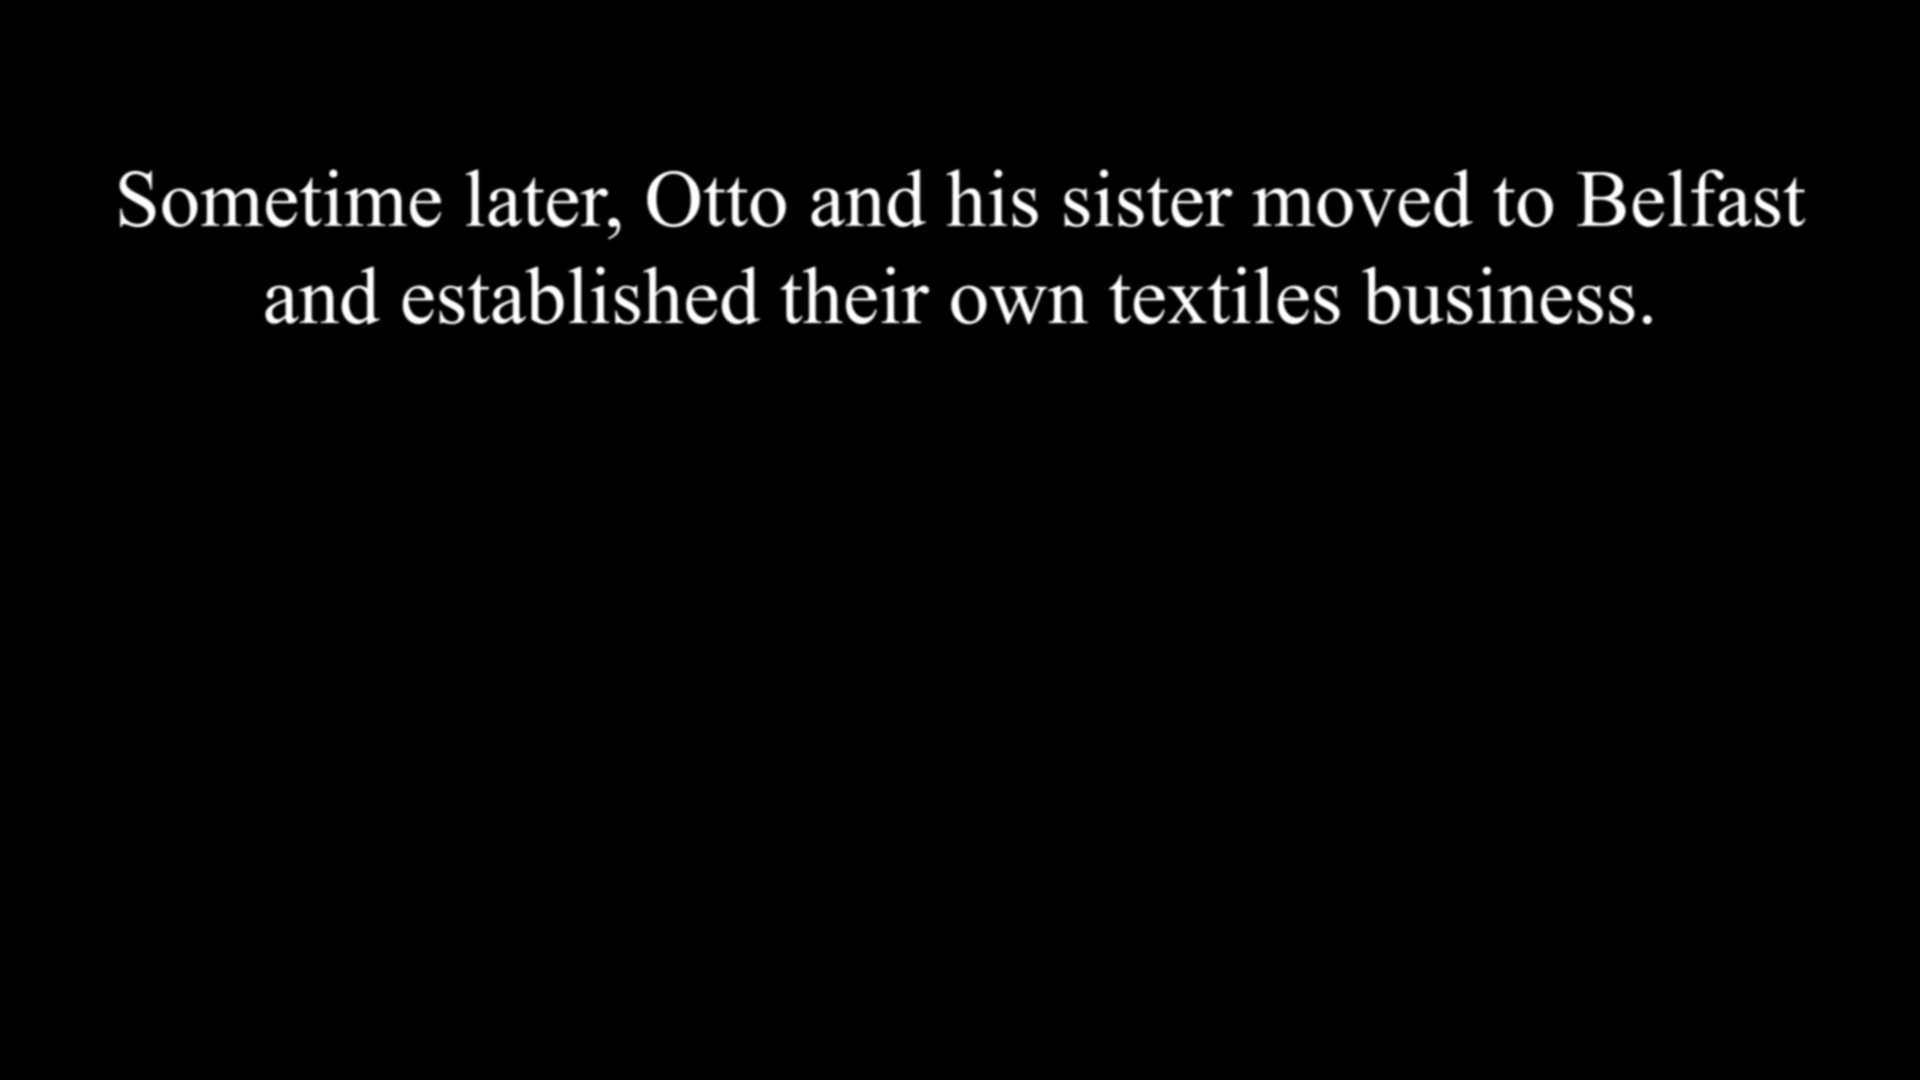 Sometime later, Otto and his sister moved to Belfast
and established their own textiles business.